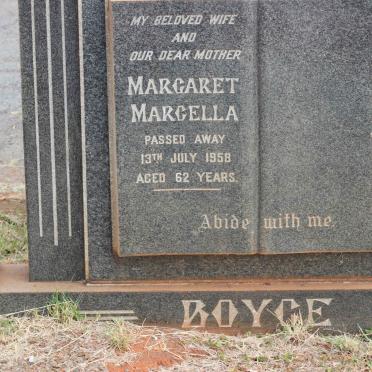 MY BELOVED WIFE
AND
OUR DEAR MOTHER
MARGARET
MARCELLA
PASSED AWAY
13TH JULY 1958
AGED 62 YEARS.
Abide with me.
BOYCE